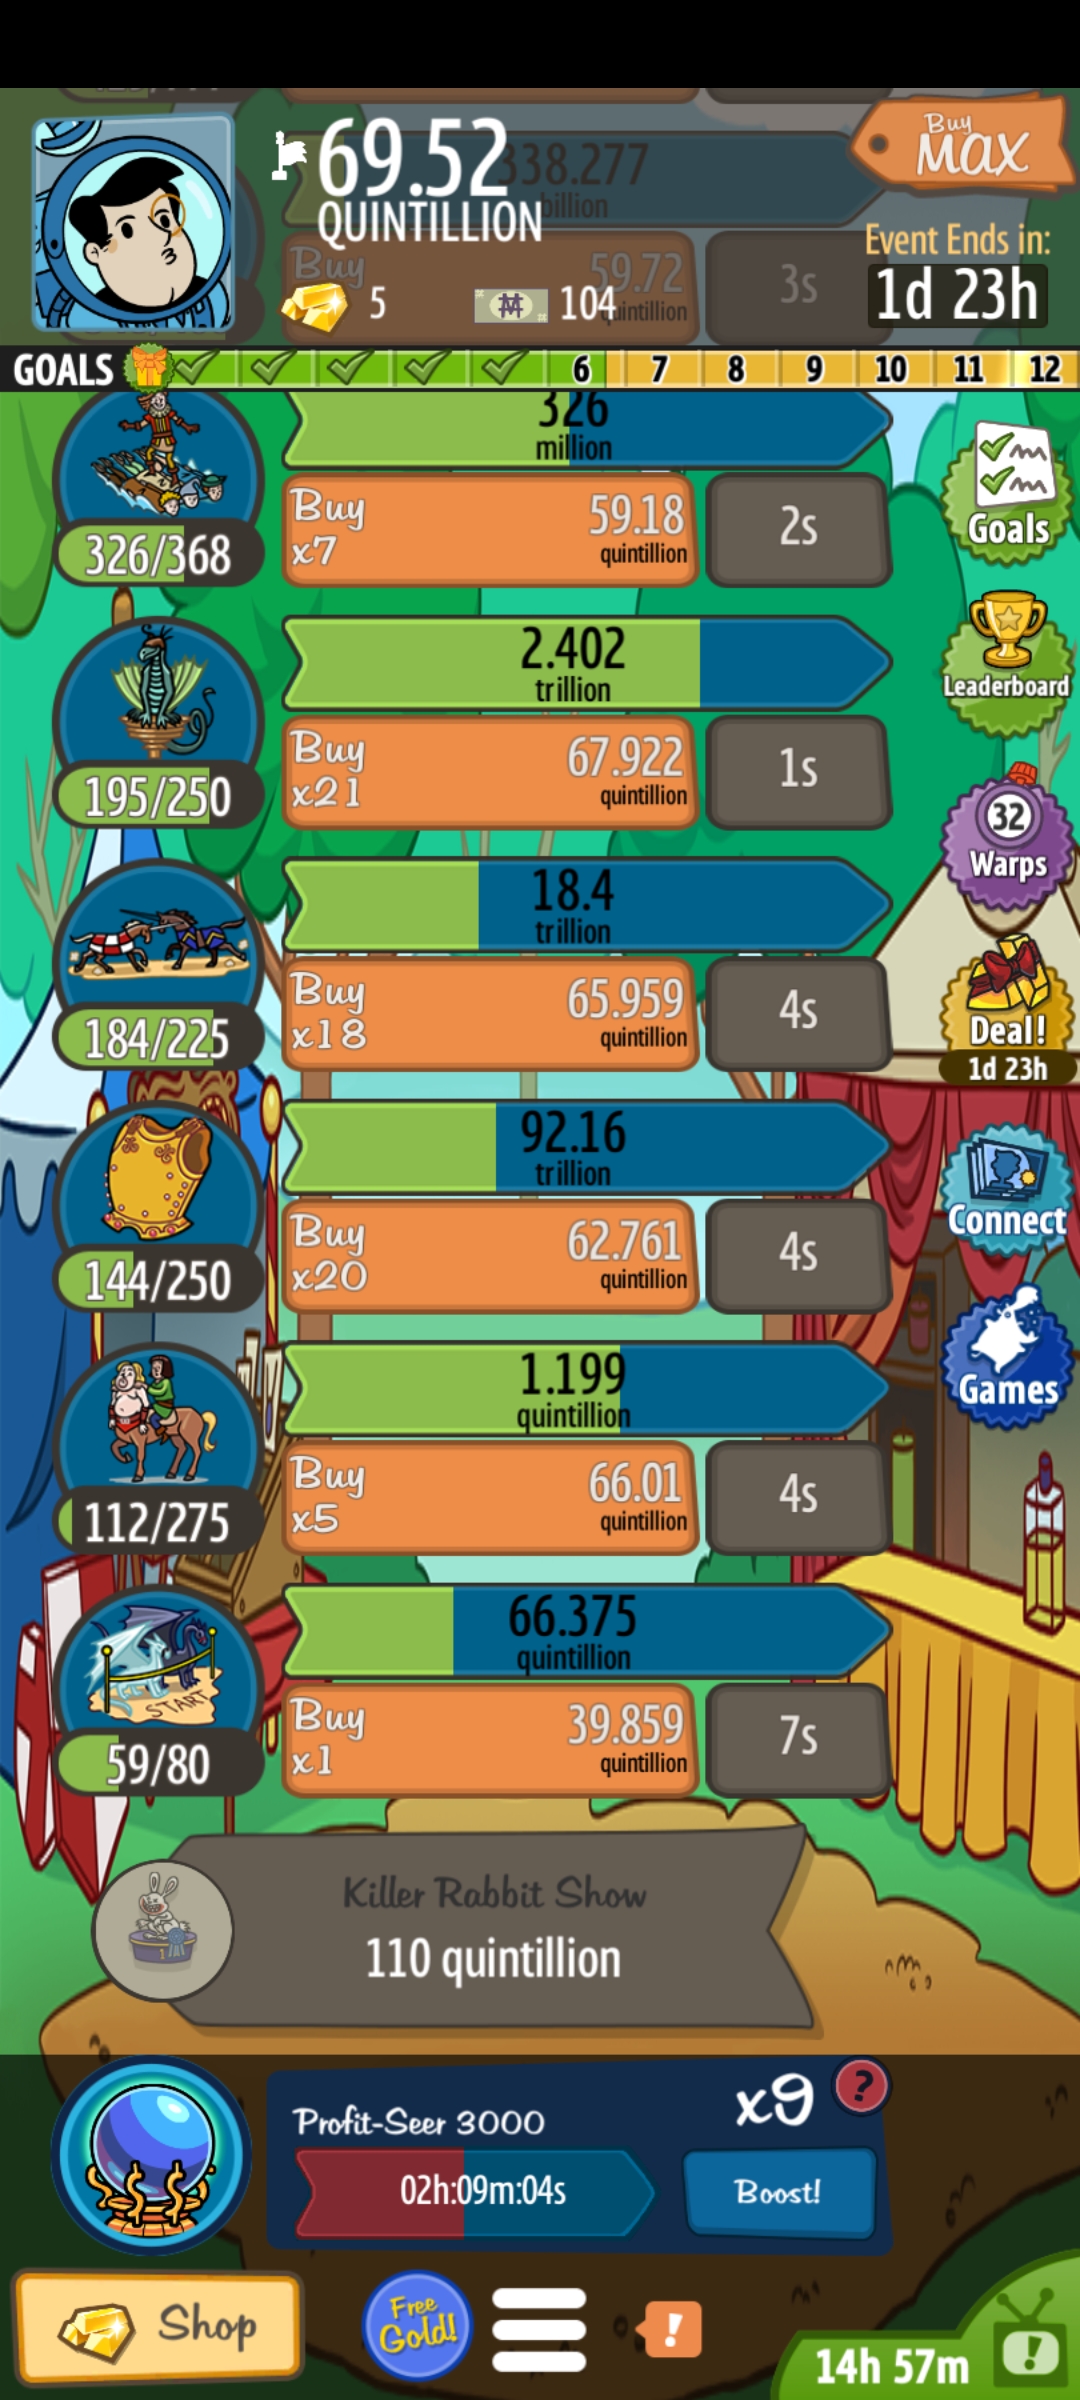 69.52
QUINTILLION
338.277
billion
Buy
MAX
Event Ends in:
1d 23h
Buy
59.72
quintillion
3s
5
104
GOALS
6 7 8 9 10 11 12
326
million
326/368
Buy
x7
59.18
quintillion
2s
Goals
2.402
trillion
195/250
Buy
x21
67.922
quintillion
1s
Leaderboard
18.4
trillion
184/225
Buy
x18
65.959
quintillion
4s
32
Warps
Deal!
1d 23h
92.16
trillion
144/250
Buy
x20
62.761
quintillion
4s
Connect
1.199
quintillion
112/275
Buy
x5
66.01
quintillion
4s
Games
66.375
quintillion
START
59/80
Buy
x1
39.859
quintillion
7s
Killer Rabbit Show
110 quintillion
1
Profit-Seer 3000
x9
?
02h:09m:04s
Boost!
Shop
Free
Gold!
!
14h 57m
!